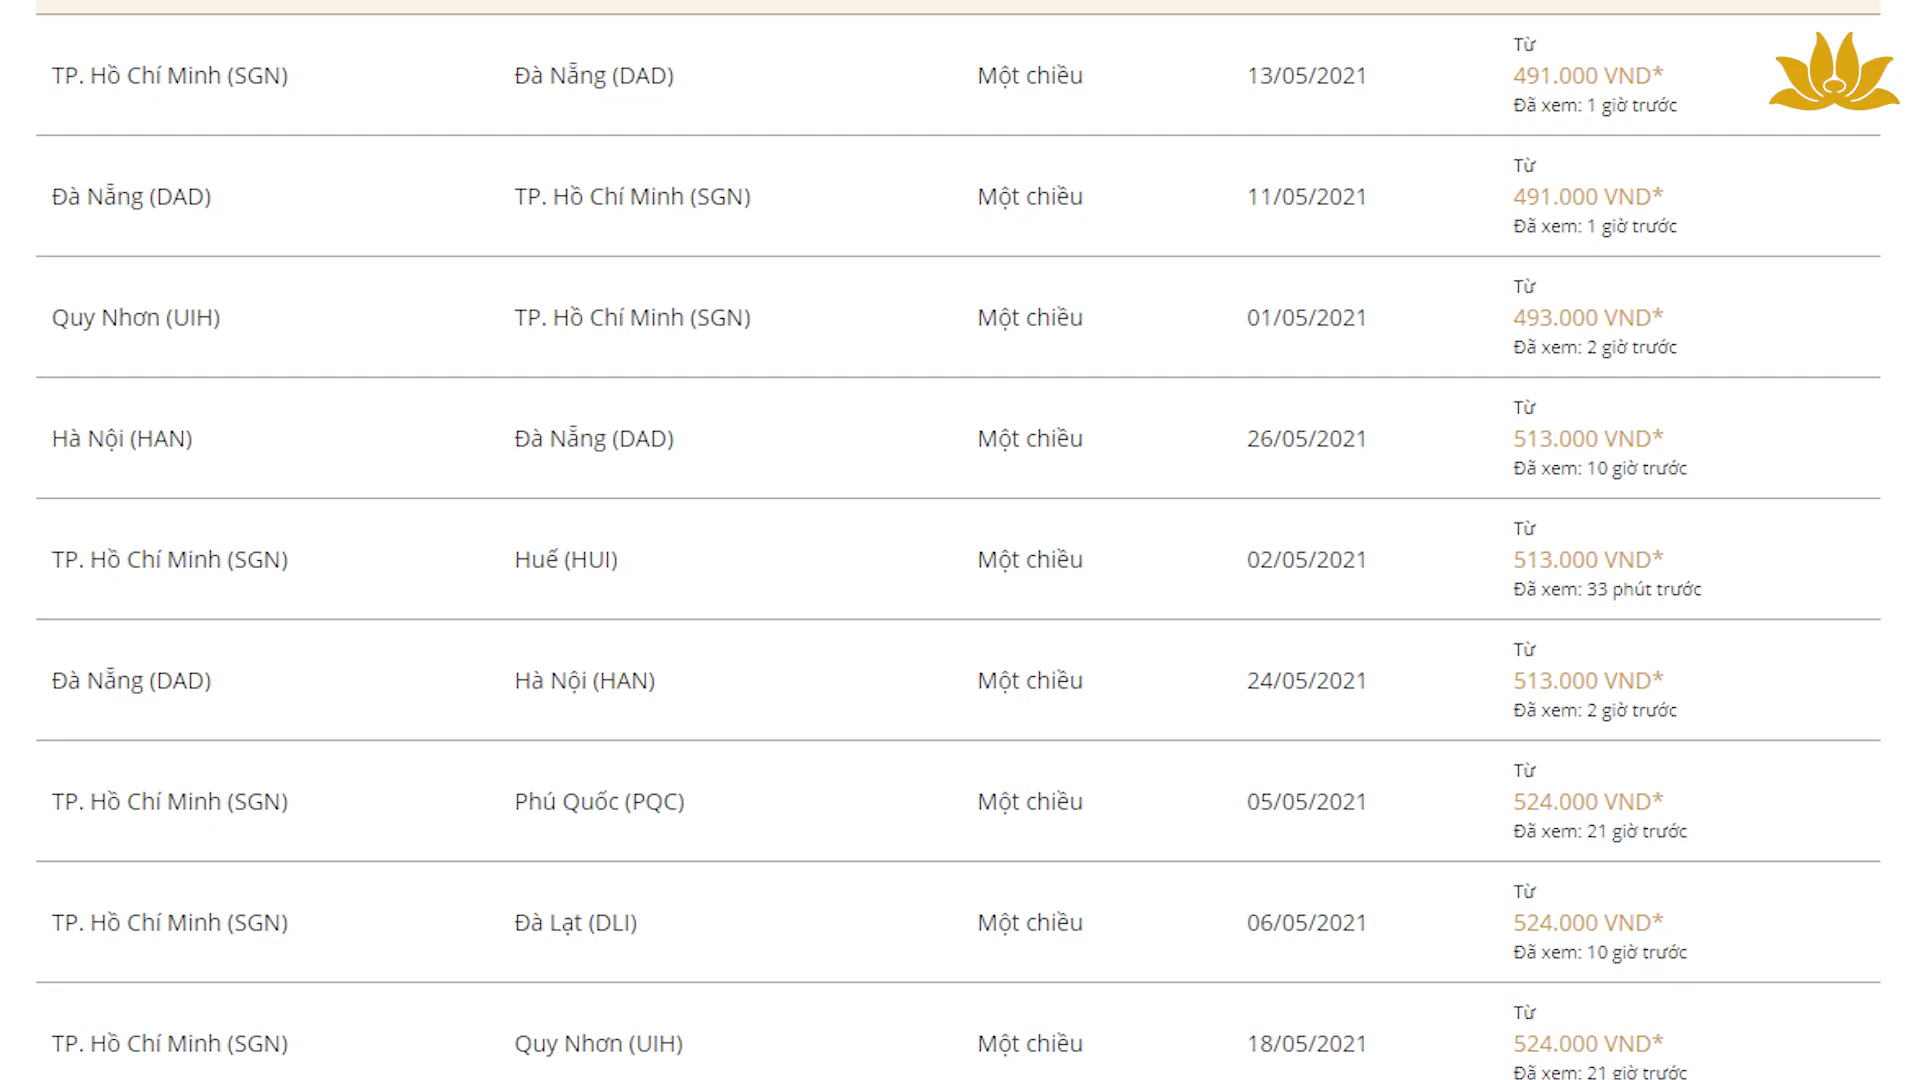 Từ
TP. Hồ Chí Minh (SGN) Đà Nẵng (DAD) Một chiều 13/05/2021 491.000 VND*
Đã xem: 1 giờ trước
Từ
Đà Nẵng (DAD) TP. Hồ Chí Minh (SGN) Một chiều 11/05/2021 491.000 VND*
Đã xem: 1 giờ trước
Từ
Quy Nhơn (UIH) TP. Hồ Chí Minh (SGN) Một chiều 01/05/2021 493.000 VND*
Đã xem: 2 giờ trước
Từ
Hà Nội (HAN) Đà Nẵng (DAD) Một chiều 26/05/2021 513.000 VND*
Đã xem: 10 giờ trước
Từ
TP. Hồ Chí Minh (SGN) Huế (HUI) Một chiều 02/05/2021 513.000 VND*
Đã xem: 33 phút trước
Từ
Đà Nẵng (DAD) Hà Nội (HAN) Một chiều 24/05/2021 513.000 VND*
Đã xem: 2 giờ trước
Từ
TP. Hồ Chí Minh (SGN) Phú Quốc (PQC) Một chiều 05/05/2021 524.000 VND*
Đã xem: 21 giờ trước
Từ
TP. Hồ Chí Minh (SGN) Đà Lạt (DLI) Một chiều 06/05/2021 524.000 VND*
Đã xem: 10 giờ trước
Từ
TP. Hồ Chí Minh (SGN) Quy Nhơn (UIH) Một chiều 18/05/2021 524.000 VND*
Đã xem: 21 giờ trước